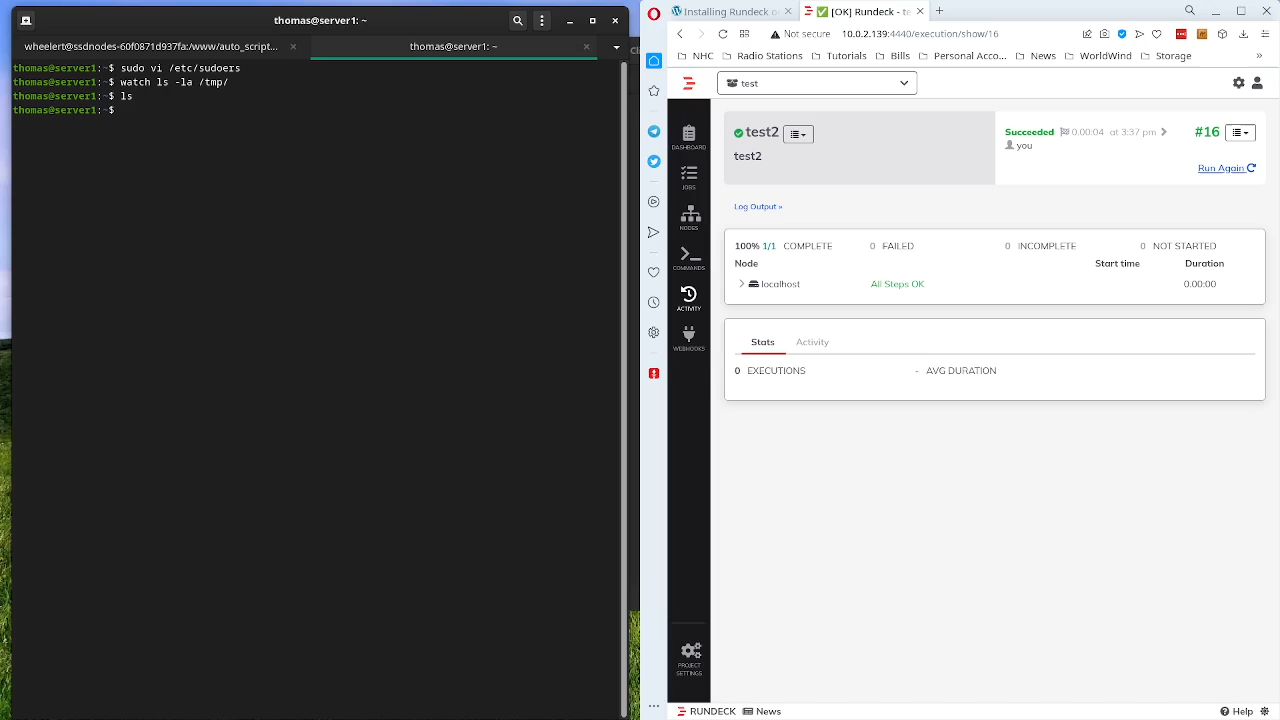 thomas@server1: ~
wheelert@ssdnodes-60f0871d937fa:/www/auto_script...
thomas@server1: ~
thomas@server1:~$ sudo vi /etc/sudoers
thomas@server1:~$ watch ls -la /tmp/
thomas@server1:~$ ls
thomas@server1:~$
Installing Rundeck on
[OK] Rundeck - te
Not secure
10.0.2.139:4440/execution/show/16
NHC
Tutorials
Bills
Personal Acco...
News
WorldWind
Storage
test
DASHBOARD
JOBS
NODES
COMMANDS
ACTIVITY
WEBHOOKS
PROJECT
SETTINGS
test2
test2
Succeeded 0.00:04 at 3:37 pm
#16
you
Run Again
Log Output »
100% 1/1 COMPLETE 0 FAILED 0 INCOMPLETE 0 NOT STARTED
Node Start time Duration
localhost All Steps OK 0.00:00
Stats Activity
0 EXECUTIONS - AVG DURATION
RUNDECK News
Help